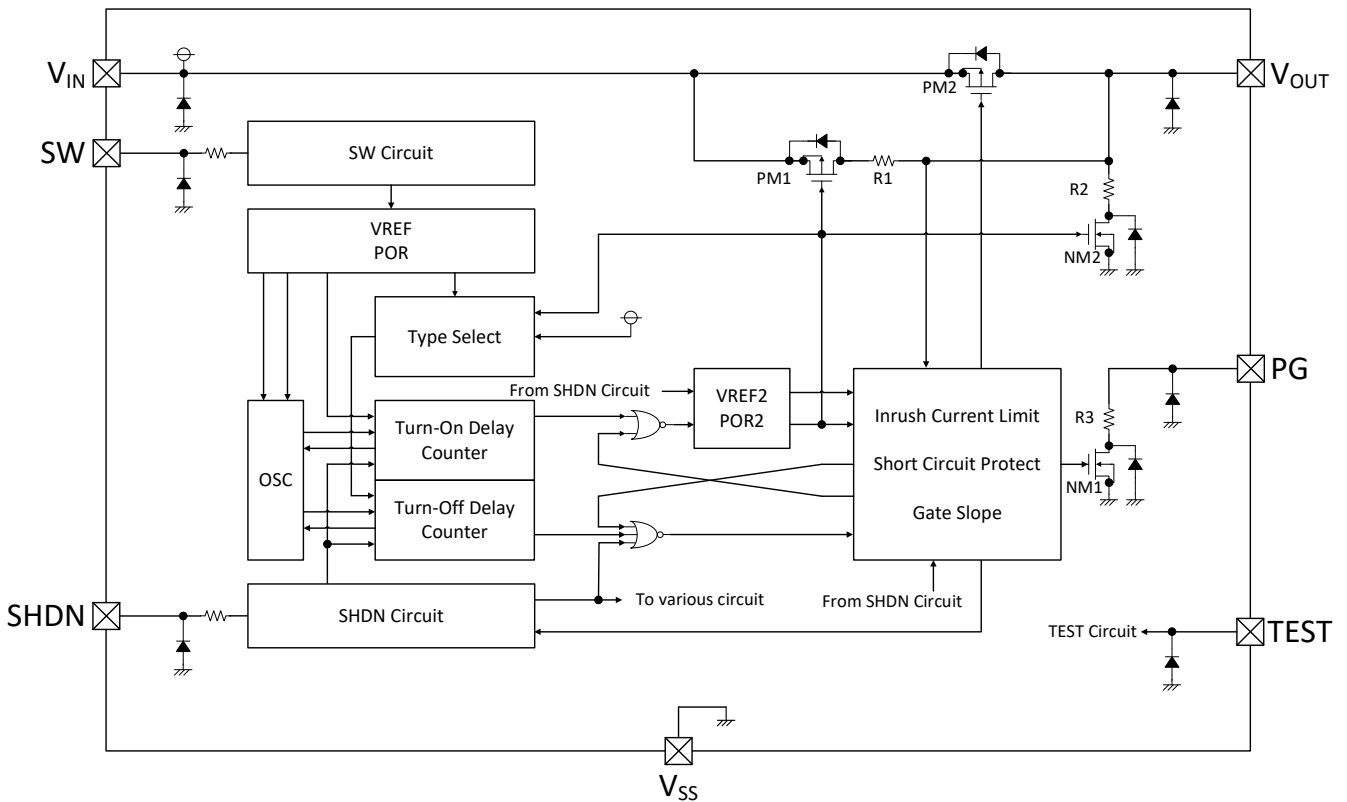 VIN
VOUT
PM2
SW
SW Circuit
PM1
R1
R2
VREF
POR
NM2
Type Select
From SHDN Circuit
VREF2
POR2
PG
Inrush Current Limit
Short Circuit Protect
Gate Slope
R3
NM1
OSC
Turn-On Delay
Counter
Turn-Off Delay
Counter
SHDN
SHDN Circuit
To various circuit
From SHDN Circuit
TEST Circuit
TEST
VSS